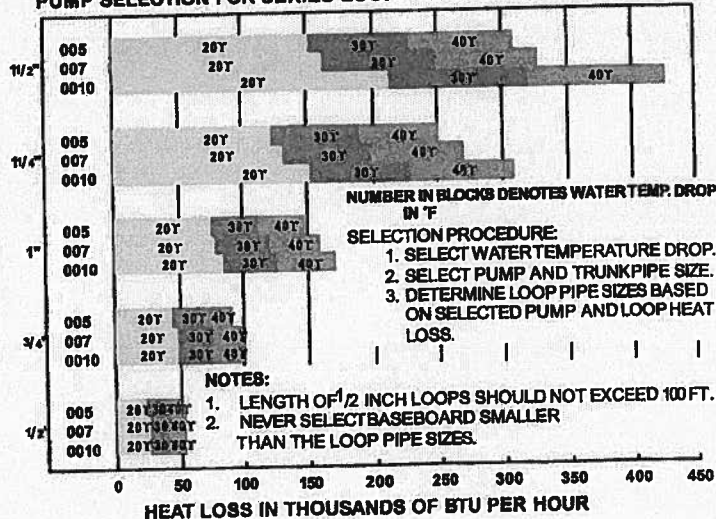 PUMP SELECTION FOR SERIES
1 1/2" 005 20T 30T 40T
007 20T 20T 40T
0010 20T 30T 40T
1 1/4" 005 20T 30T 40T
007 20T 30T 40T
0010 20T 30T 40T
NUMBER IN BLOCKS DENOTES WATER TEMP. DROP
IN °F
1" 005 20T 30T 40T
007 20T 30T 40T
0010 20T 30T 40T
SELECTION PROCEDURE:
1. SELECT WATER TEMPERATURE DROP.
2. SELECT PUMP AND TRUNKPIPE SIZE.
3. DETERMINE LOOP PIPE SIZES BASED
ON SELECTED PUMP AND LOOP HEAT
LOSS.
3/4" 005 20T 30T 40T
007 20T 30T 40T
0010 20T 30T 40T
NOTES:
1. LENGTH OF 1/2 INCH LOOPS SHOULD NOT EXCEED 100 FT.
2. NEVER SELECT BASEBOARD SMALLER
THAN THE LOOP PIPE SIZES.
1/2" 005 20T
007 20T
0010 20T
0 50 100 150 200 250 300 350 400 450
HEAT LOSS IN THOUSANDS OF BTU PER HOUR